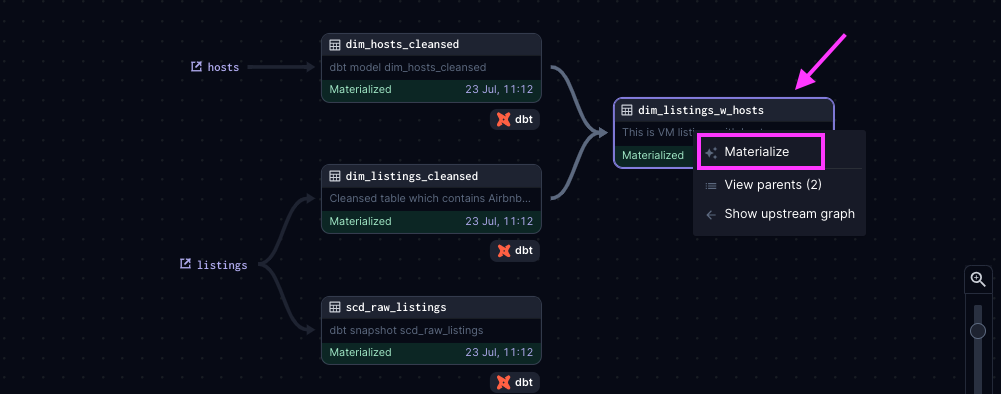 dim_hosts_cleansed
hosts
dbt model dim_hosts_cleansed
Materialized 23 Jul, 11:12
dbt
dim_listings_w_hosts
This is VM list
Materialized
Materialize
View parents (2)
Show upstream graph
dim_listings_cleansed
Cleansed table which contains Airbnb...
Materialized 23 Jul, 11:12
dbt
listings
scd_raw_listings
dbt snapshot scd_raw_listings
Materialized 23 Jul, 11:12
dbt